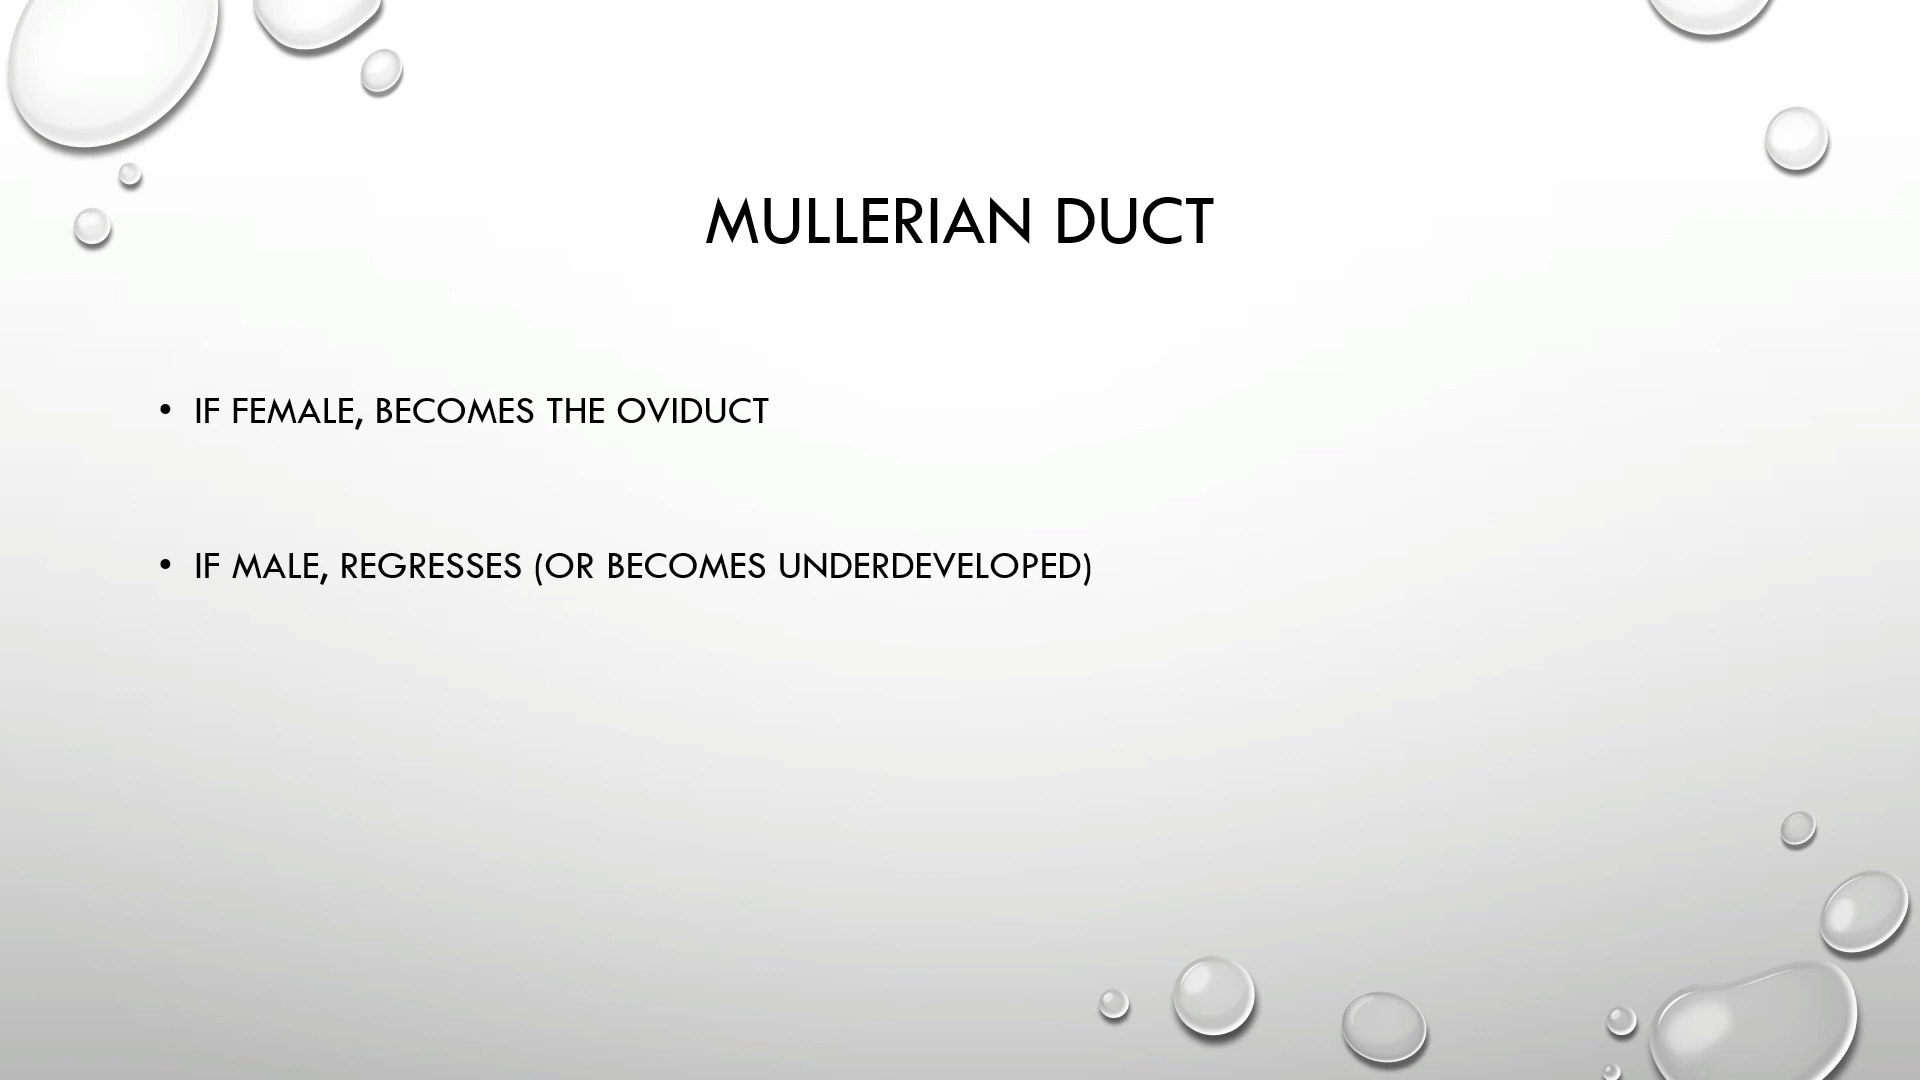 MULLERIAN DUCT
• IF FEMALE, BECOMES THE OVIDUCT
• IF MALE, REGRESSES (OR BECOMES UNDERDEVELOPED)